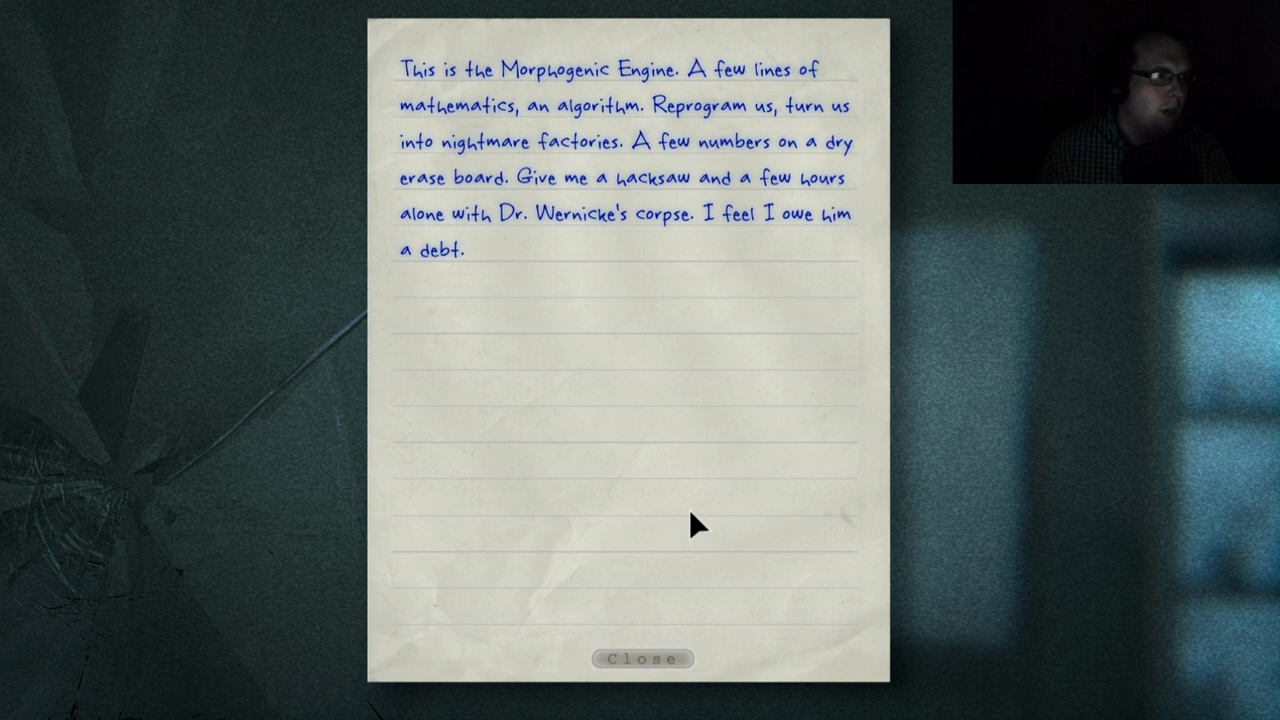 This is the Morphogenic Engine. A few lines of
mathematics, an algorithm. Reprogram us, turn us
into nightmare factories. A few numbers on a dry
erase board. Give me a hacksaw and a few hours
alone with Dr. Wernicke's corpse. I feel I owe him
a debt.
Close